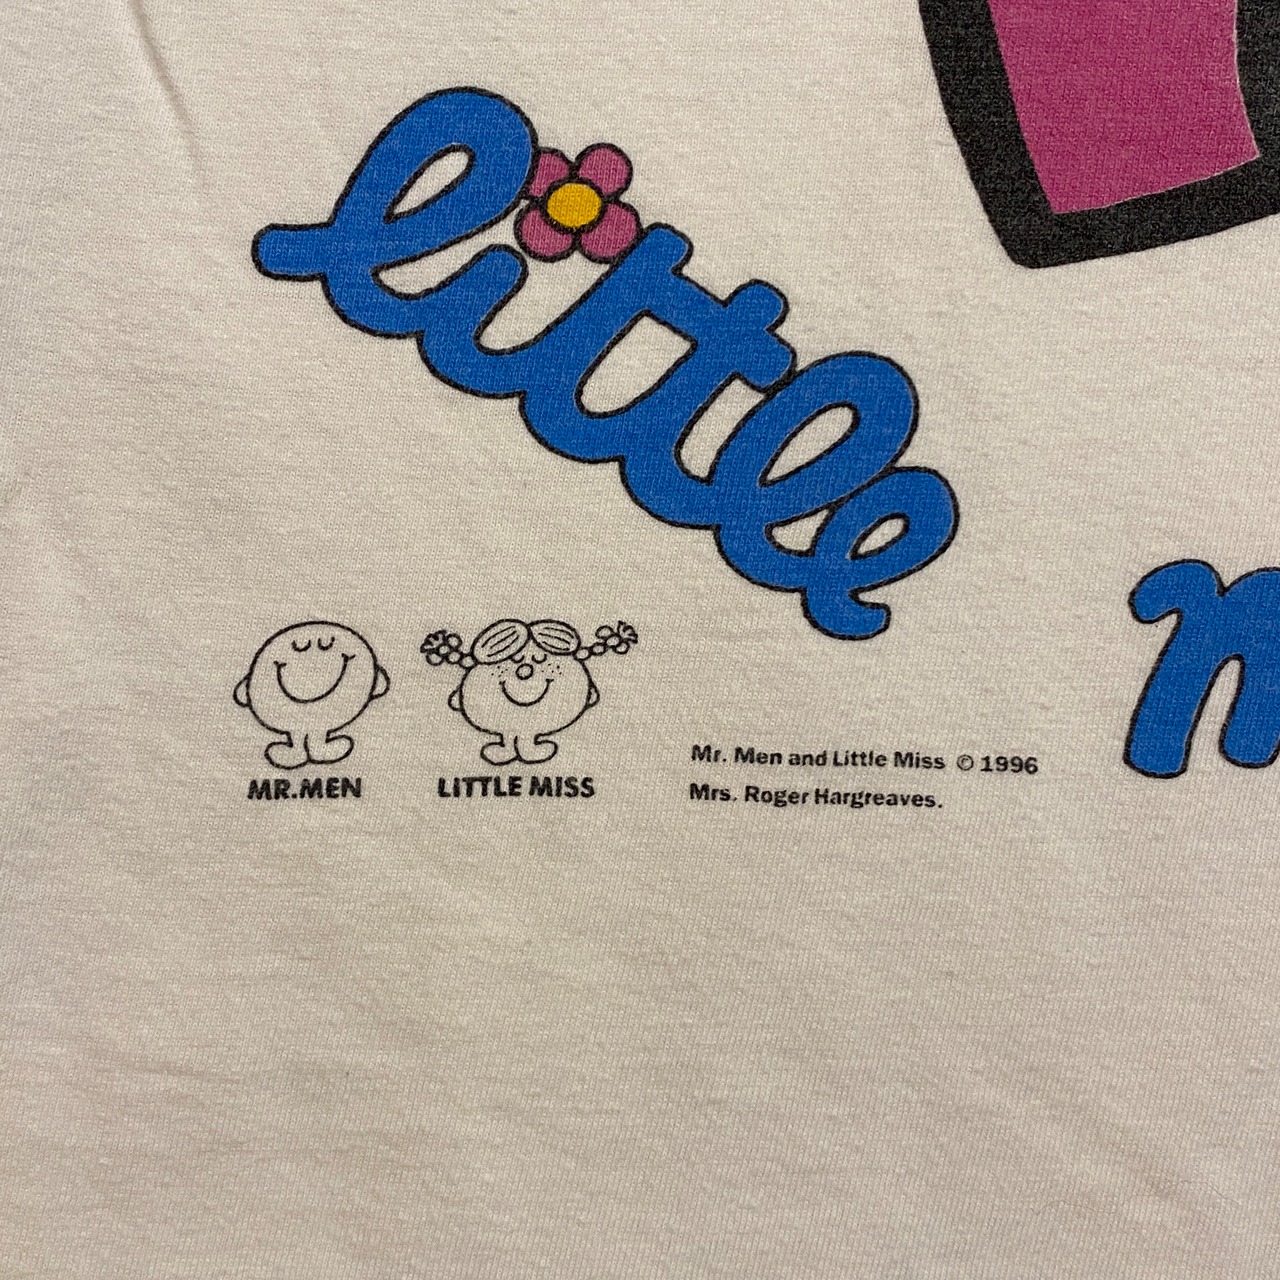 little
m
MR.MEN
LITTLE MISS
Mr. Men and Little Miss © 1996
Mrs. Roger Hargreaves.